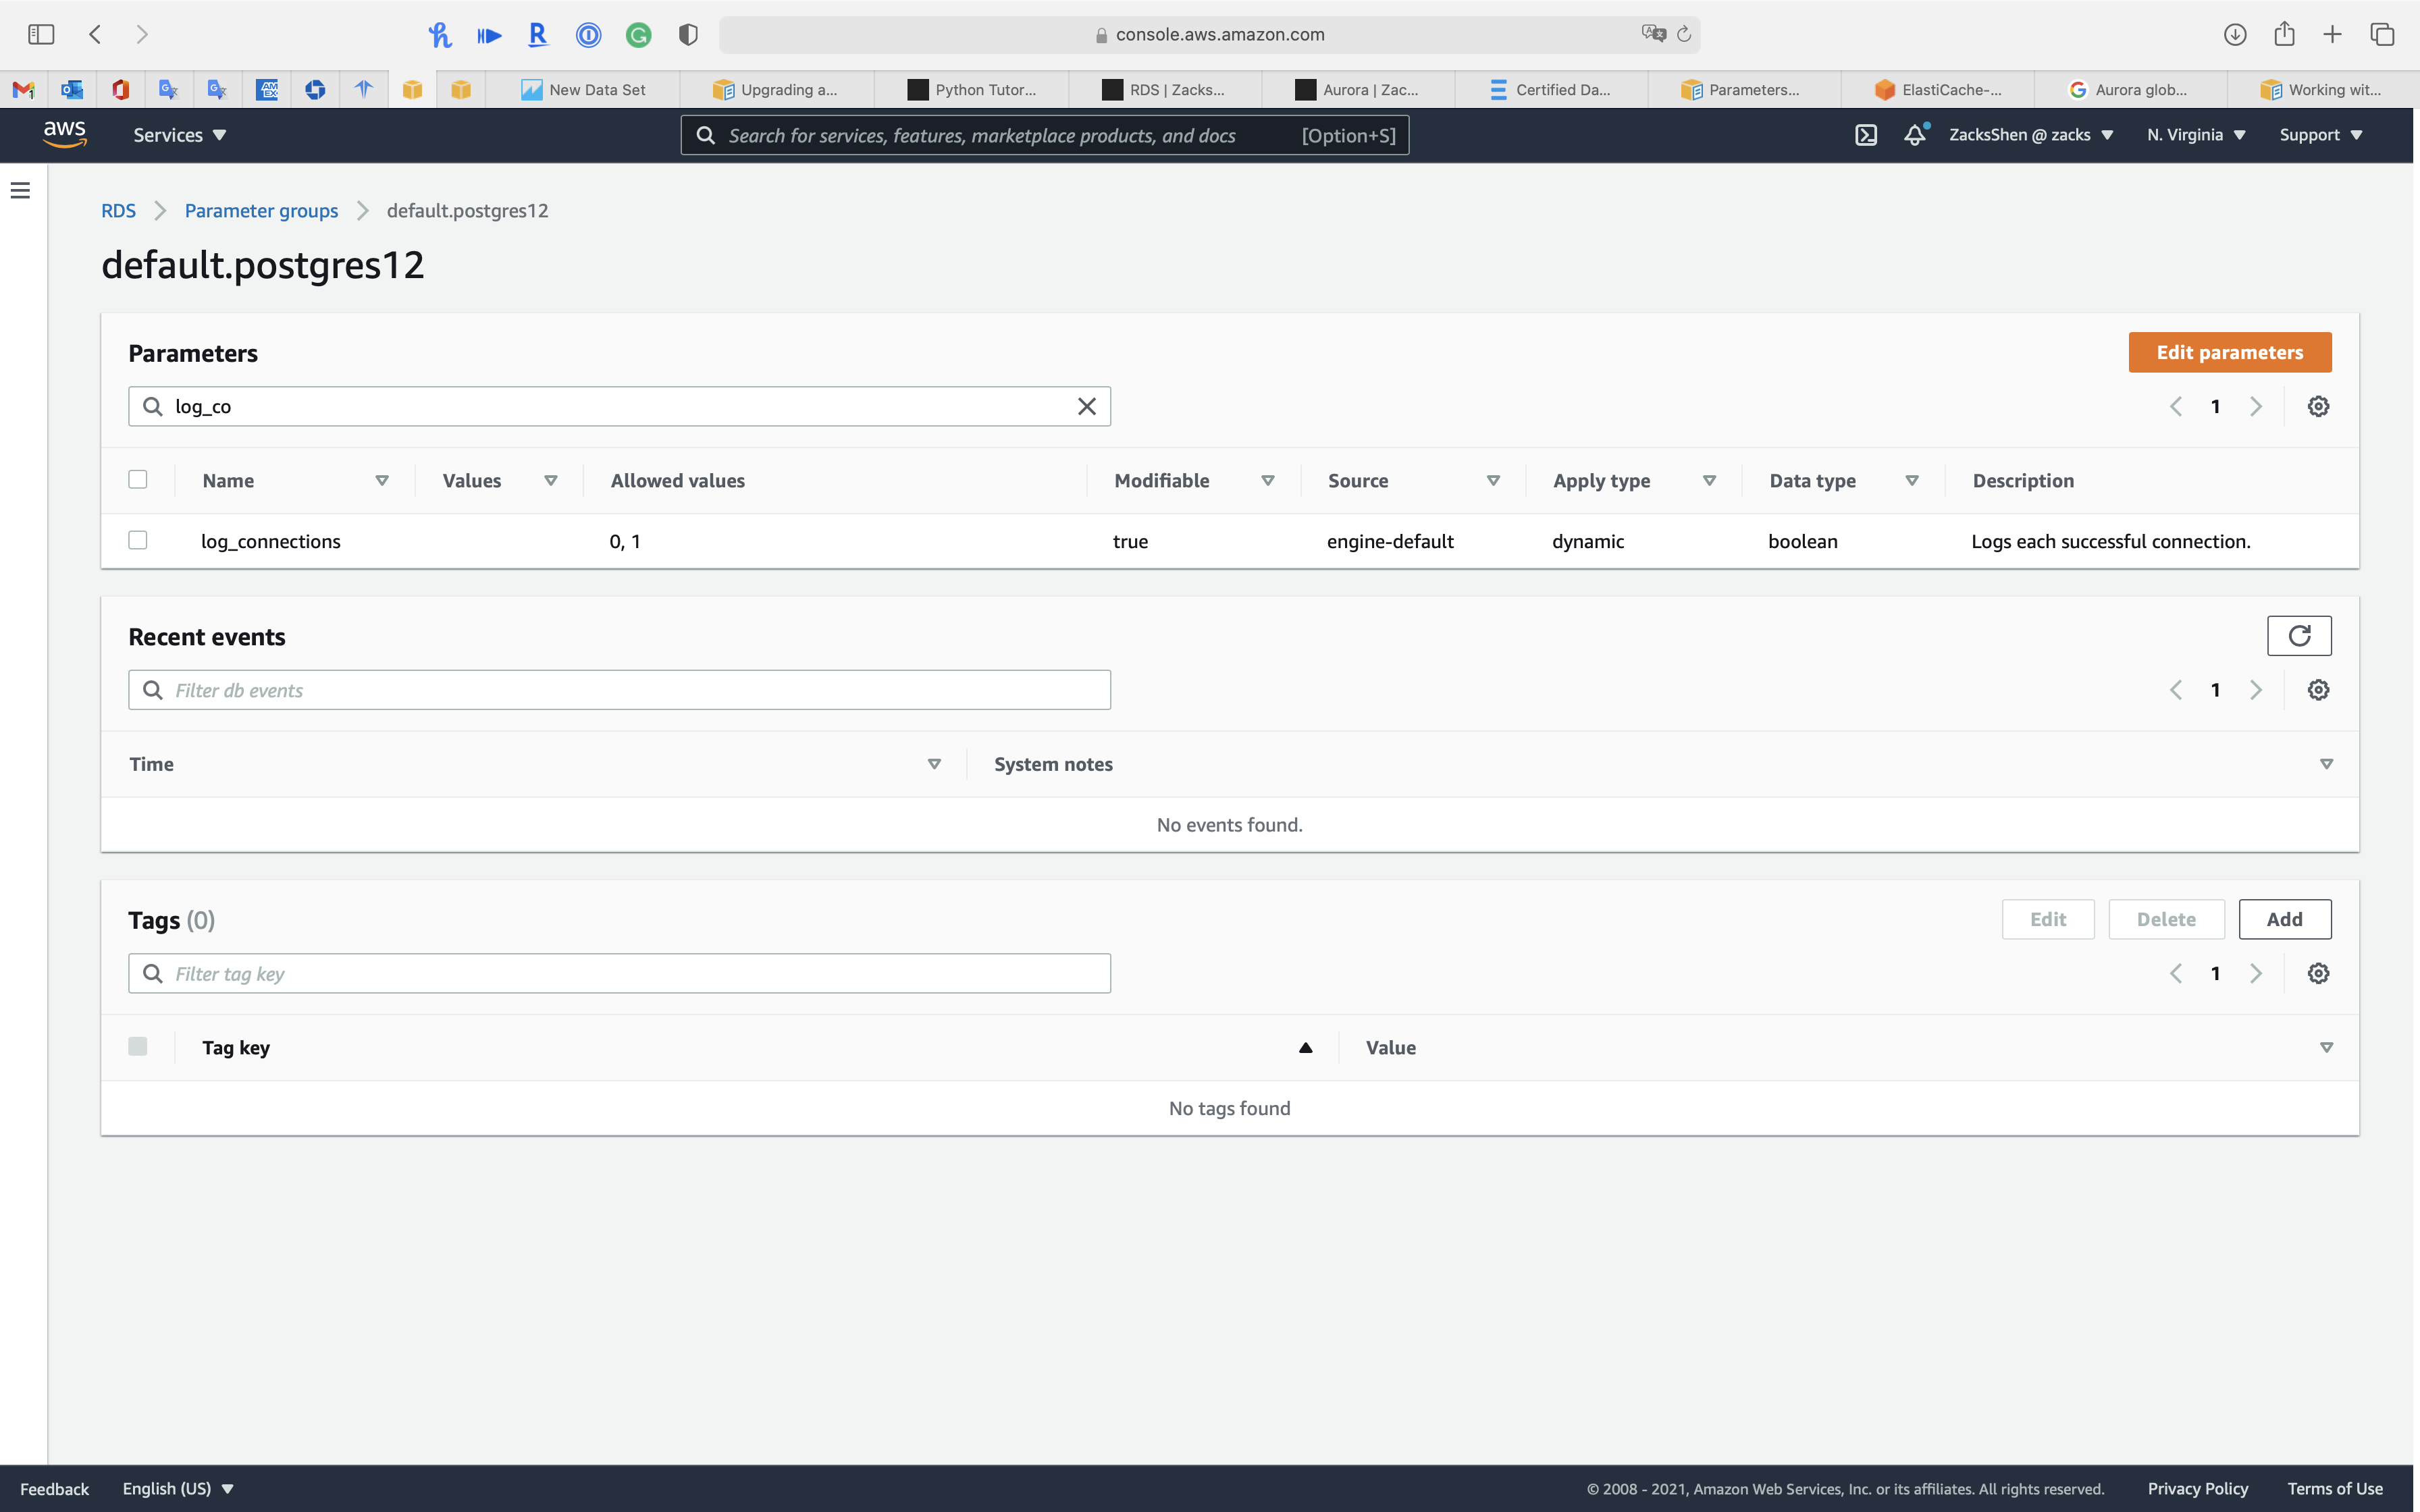 console.aws.amazon.com
New Data Set Upgrading a... Python Tutor... RDS | Zacks... Aurora | Zac... Certified Da... Parameters... ElastiCache-... Aurora glob... Working wit...
aws Services Search for services, features, marketplace products, and docs [Option+S] ZacksShen @ zacks N. Virginia Support
RDS Parameter groups default.postgres12
default.postgres12
Parameters Edit parameters
log_co 1
Name Values Allowed values Modifiable Source Apply type Data type Description
log_connections 0, 1 true engine-default dynamic boolean Logs each successful connection.
Recent events
Filter db events 1
Time System notes
No events found.
Tags (0) Edit Delete Add
Filter tag key 1
Tag key Value
No tags found
Feedback English (US) © 2008 - 2021, Amazon Web Services, Inc. or its affiliates. All rights reserved. Privacy Policy Terms of Use